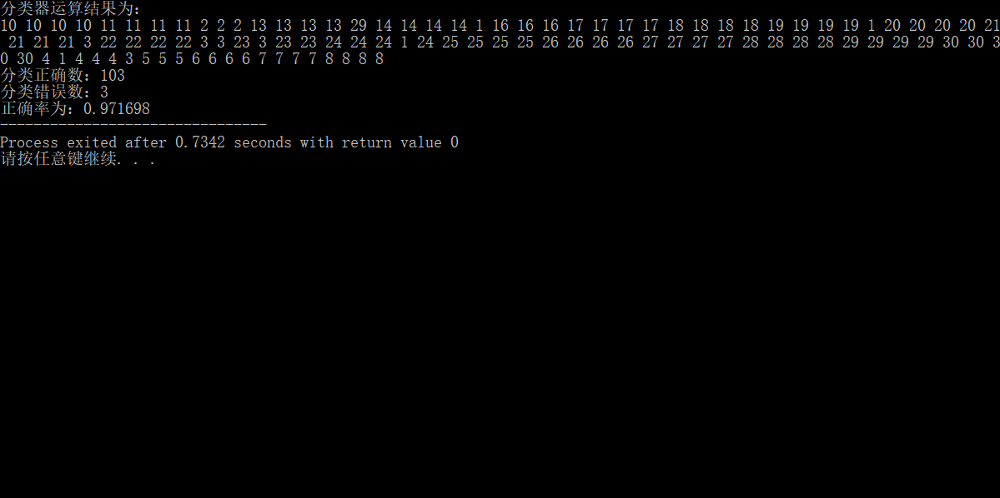 分类器运算结果为:
10 10 10 10 11 11 11 11 2 2 2 13 13 13 13 29 14 14 14 14 1 16 16 16 17 17 17 17 18 18 18 18 19 19 19 19 1 20 20 20 20 21
21 21 21 3 22 22 22 22 3 3 23 3 23 23 24 24 24 1 24 25 25 25 25 26 26 26 26 27 27 27 27 28 28 28 28 29 29 29 29 30 30 3
0 30 4 1 4 4 4 3 5 5 5 6 6 6 6 7 7 7 7 8 8 8 8
分类正确数: 103
分类错误数: 3
正确率为: 0.971698
--------------------------------
Process exited after 0.7342 seconds with return value 0
请按任意键继续. . .